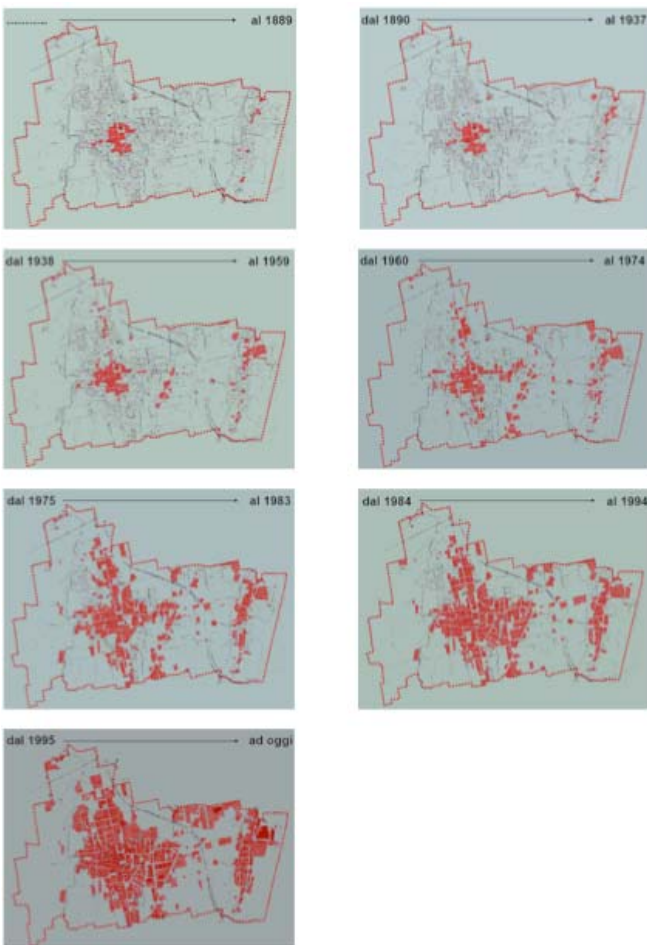 al 1889
dal 1890 al 1937
dal 1938 al 1959
dal 1960 al 1974
dal 1975 al 1983
dal 1984 al 1994
dal 1995 ad oggi